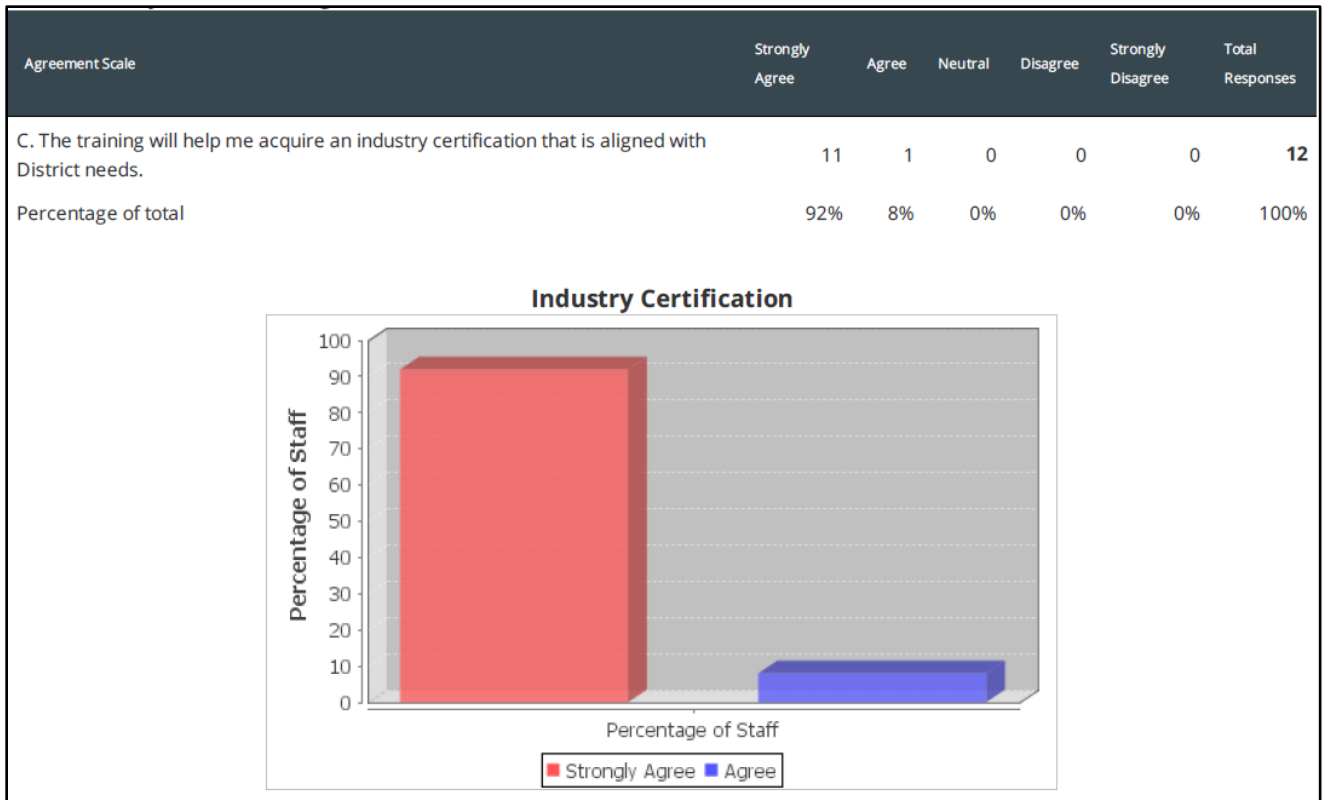 Agreement Scale
Strongly Agree
Agree
Neutral
Disagree
Strongly Disagree
Total Responses
C. The training will help me acquire an industry certification that is aligned with
District needs.
11 1 0 0 0 12
Percentage of total 92% 8% 0% 0% 0% 100%
Industry Certification
Percentage of Staff
100
90
80
70
60
50
40
30
20
10
0
Percentage of Staff
Strongly Agree Agree